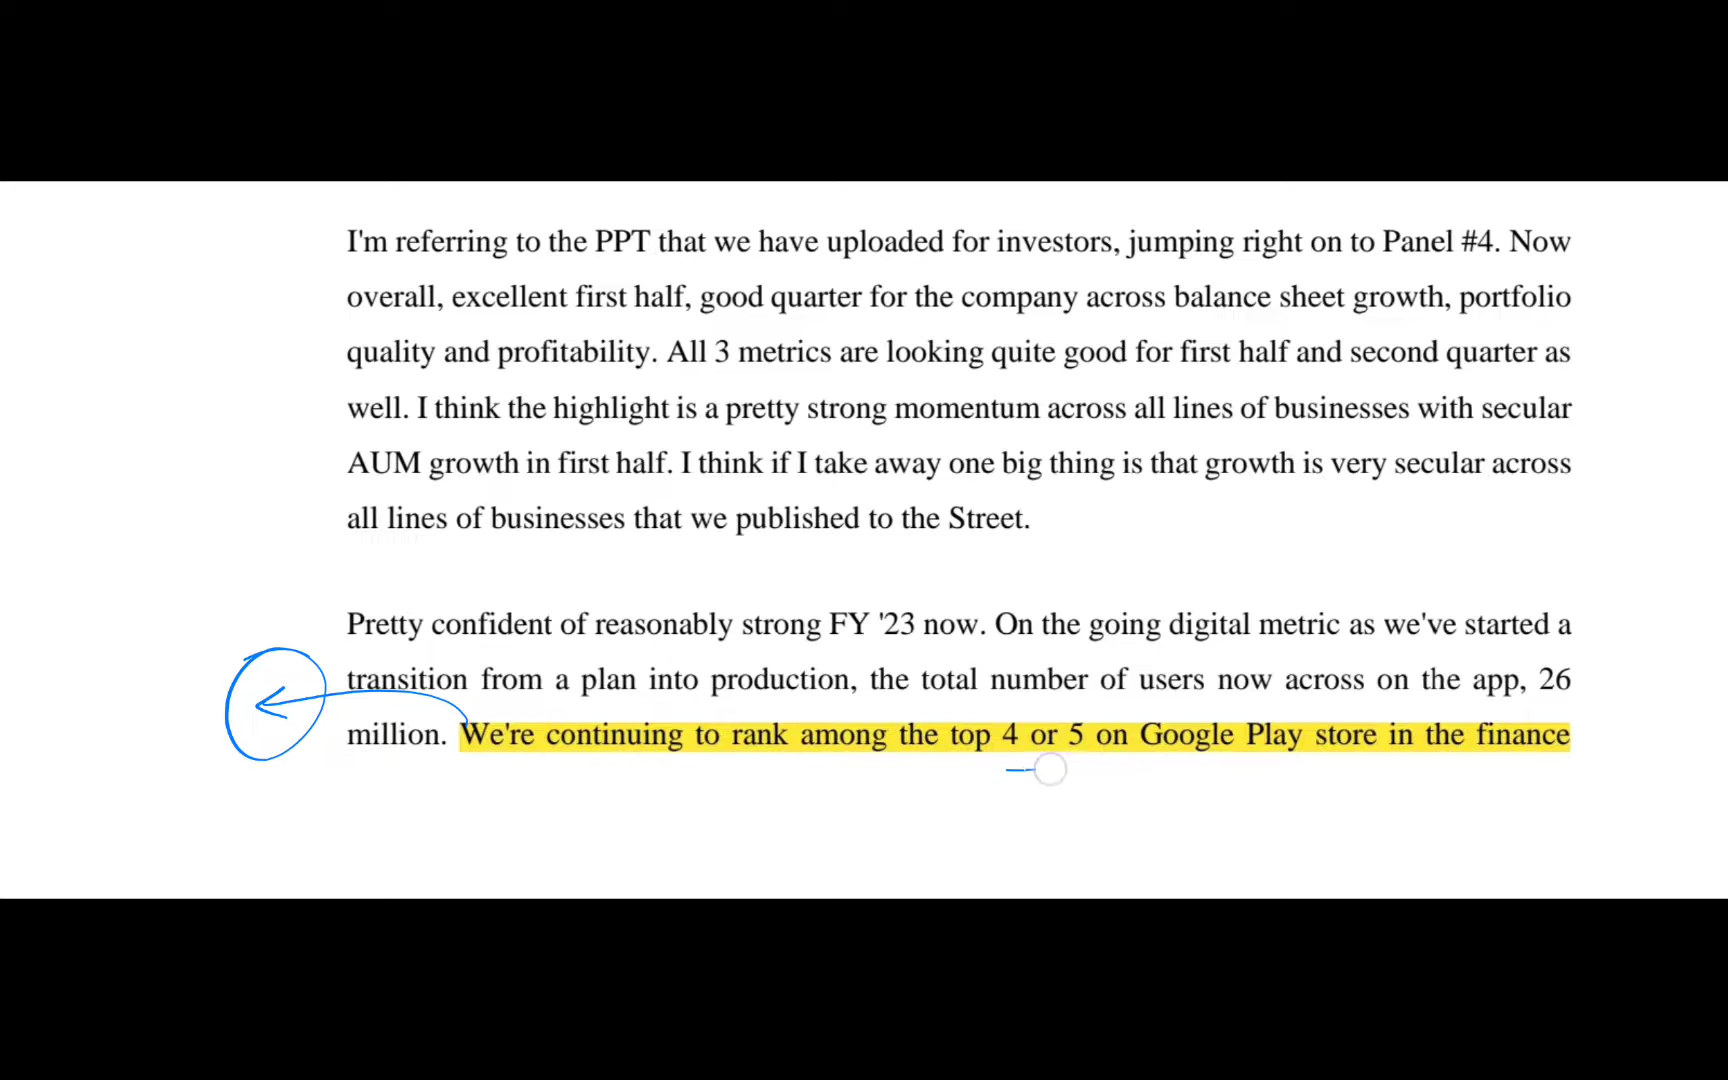 I'm referring to the PPT that we have uploaded for investors, jumping right on to Panel #4. Now
overall, excellent first half, good quarter for the company across balance sheet growth, portfolio
quality and profitability. All 3 metrics are looking quite good for first half and second quarter as
well. I think the highlight is a pretty strong momentum across all lines of businesses with secular
AUM growth in first half. I think if I take away one big thing is that growth is very secular across
all lines of businesses that we published to the Street.
Pretty confident of reasonably strong FY '23 now. On the going digital metric as we've started a
transition from a plan into production, the total number of users now across on the app, 26
million. We're continuing to rank among the top 4 or 5 on Google Play store in the finance